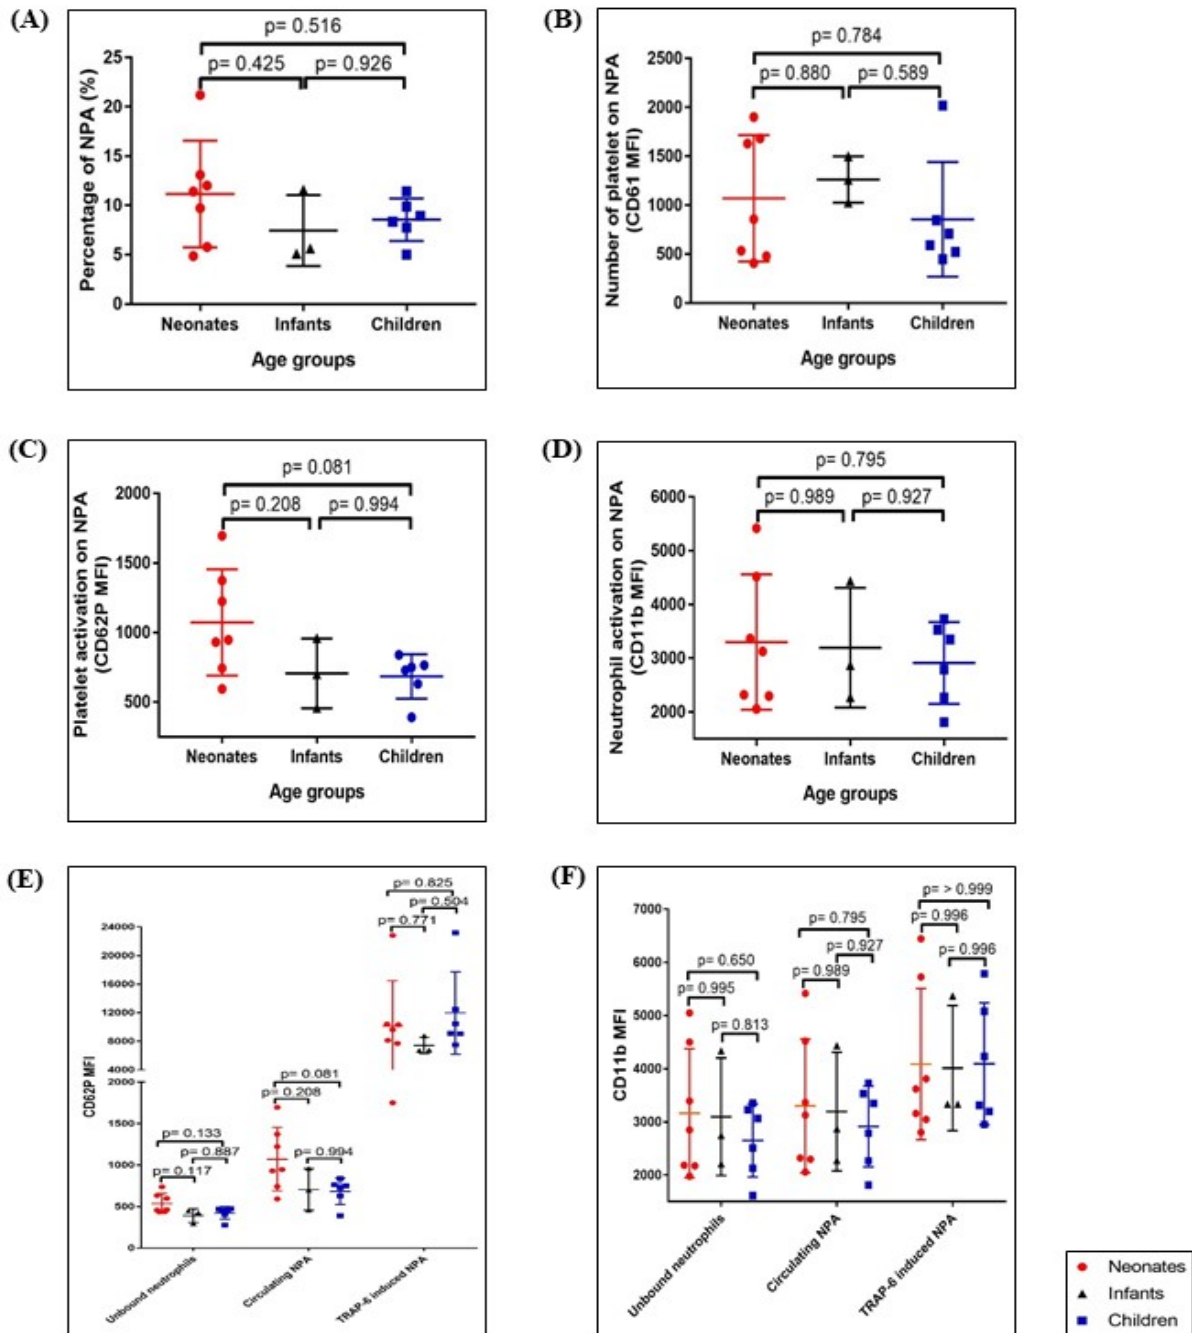 (A)
p= 0.516
p= 0.425
p= 0.926
Percentage of NPA (%)
25
20
15
10
5
0
Neonates
Infants
Children
Age groups
(B)
p= 0.784
p= 0.880
p= 0.589
Number of platelet on NPA
(CD61 MFI)
2500
2000
1500
1000
500
0
Neonates
Infants
Children
Age groups
(C)
p= 0.081
p= 0.208
p= 0.994
Platelet activation on NPA
(CD62P MFI)
2000
1500
1000
500
Neonates
Infants
Children
Age groups
(D)
p= 0.795
p= 0.989
p= 0.927
Neutrophil activation on NPA
(CD11b MFI)
6000
5000
4000
3000
2000
Neonates
Infants
Children
Age groups
(E)
p= 0.825
p= 0.504
p= 0.771
CD62P MFI
24000
20000
16000
12000
8000
4000
2000
1500
1000
500
0
p= 0.081
p= 0.208
p= 0.994
p= 0.133
p= 0.887
p= 0.117
Unbound neutrophils
Circulating NPA
TRAP-6 induced NPA
(F)
p= > 0.999
p= 0.996
p= 0.996
p= 0.795
p= 0.927
p= 0.989
p= 0.650
p= 0.995
p= 0.813
CD11b MFI
7000
6000
5000
4000
3000
2000
Unbound neutrophils
Circulating NPA
TRAP-6 induced NPA
Neonates
Infants
Children